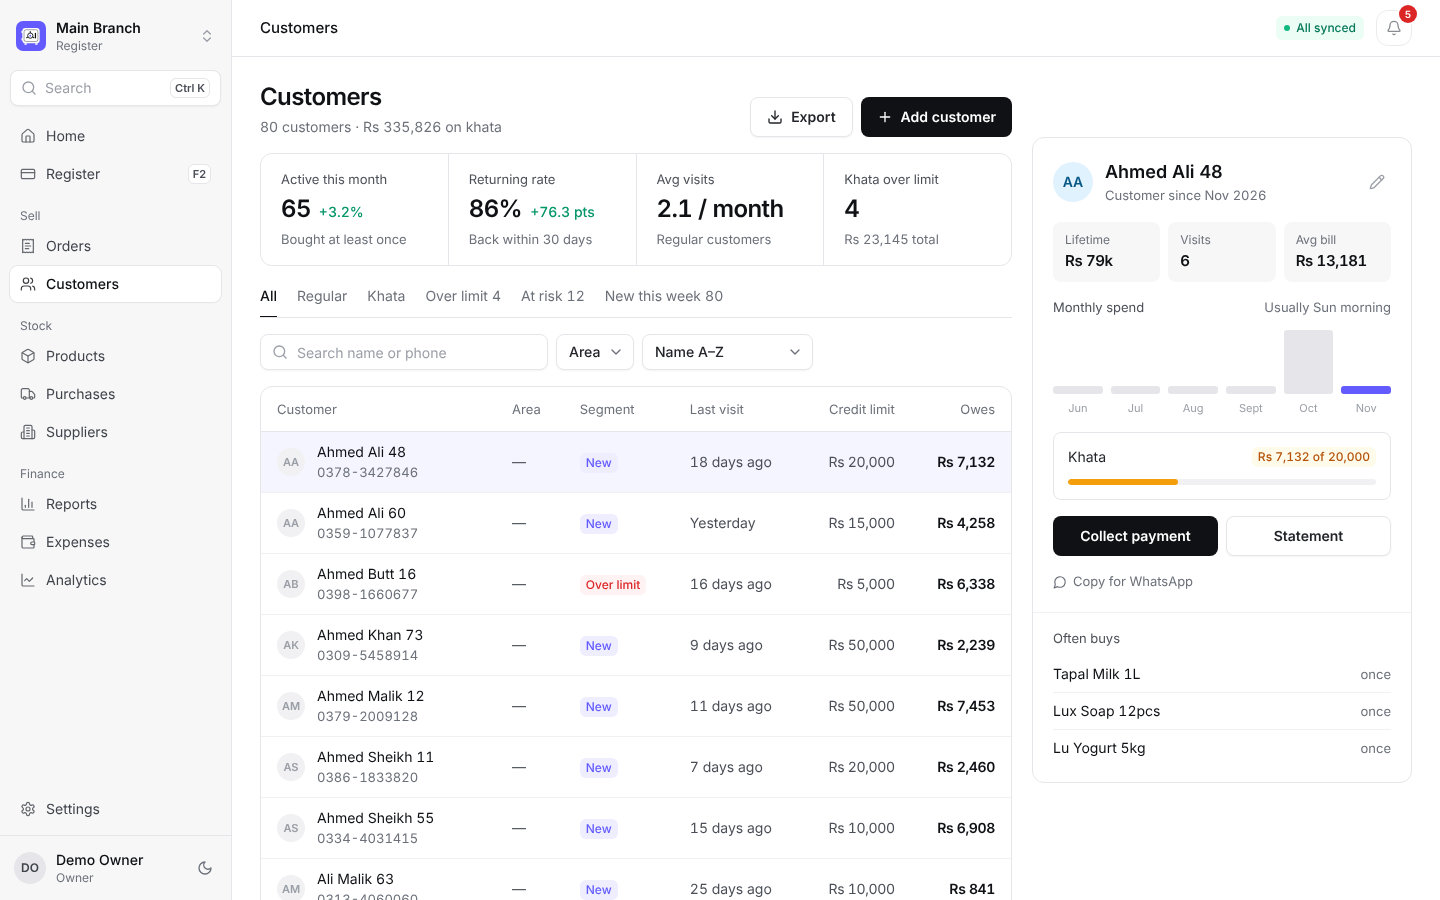 Main Branch
Register
Search
Ctrl K
Home
Register
F2
Sell
Orders
Customers
Stock
Products
Purchases
Suppliers
Finance
Reports
Expenses
Analytics
Settings
DO
Demo Owner
Owner
Customers
All synced
5
Customers
80 customers · Rs 335,826 on khata
Export
Add customer
Active this month
65 +3.2%
Bought at least once
Returning rate
86% +76.3 pts
Back within 30 days
Avg visits
2.1 / month
Regular customers
Khata over limit
4
Rs 23,145 total
All Regular Khata Over limit 4 At risk 12 New this week 80
Search name or phone
Area
Name A–Z
Customer Area Segment Last visit Credit limit Owes
AA Ahmed Ali 48 — New 18 days ago Rs 20,000 Rs 7,132
0378-3427846
AA Ahmed Ali 60 — New Yesterday Rs 15,000 Rs 4,258
0359-1077837
AB Ahmed Butt 16 — Over limit 16 days ago Rs 5,000 Rs 6,338
0398-1660677
AK Ahmed Khan 73 — New 9 days ago Rs 50,000 Rs 2,239
0309-5458914
AM Ahmed Malik 12 — New 11 days ago Rs 50,000 Rs 7,453
0379-2009128
AS Ahmed Sheikh 11 — New 7 days ago Rs 20,000 Rs 2,460
0386-1833820
AS Ahmed Sheikh 55 — New 15 days ago Rs 10,000 Rs 6,908
0334-4031415
AM Ali Malik 63 — New 25 days ago Rs 10,000 Rs 841
0313-4060060
AA
Ahmed Ali 48
Customer since Nov 2026
Lifetime
Rs 79k
Visits
6
Avg bill
Rs 13,181
Monthly spend Usually Sun morning
Jun Jul Aug Sept Oct Nov
Khata Rs 7,132 of 20,000
Collect payment
Statement
Copy for WhatsApp
Often buys
Tapal Milk 1L once
Lux Soap 12pcs once
Lu Yogurt 5kg once